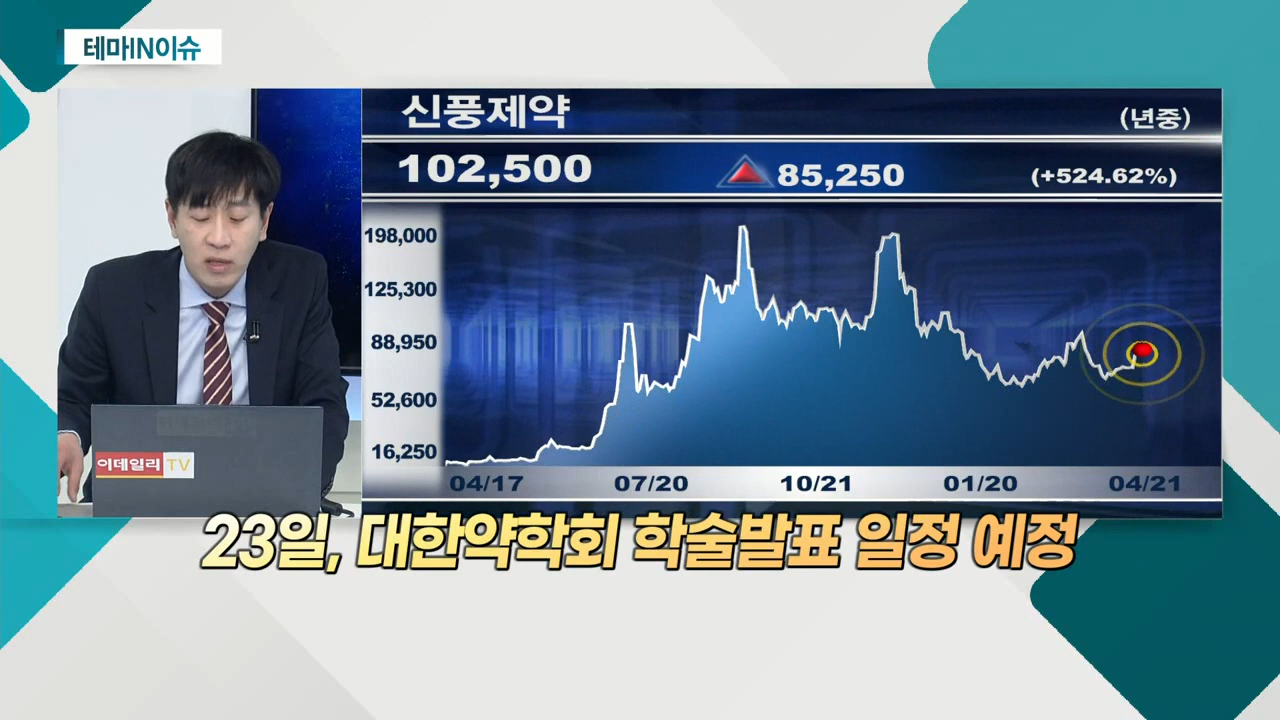 테마IN이슈
신풍제약
(년중)
102,500
85,250
(+524.62%)
198,000
125,300
88,950
52,600
16,250
04/17 07/20 10/21 01/20 04/21
이데일리 TV
23일, 대한약학회 학술발표 일정 예정